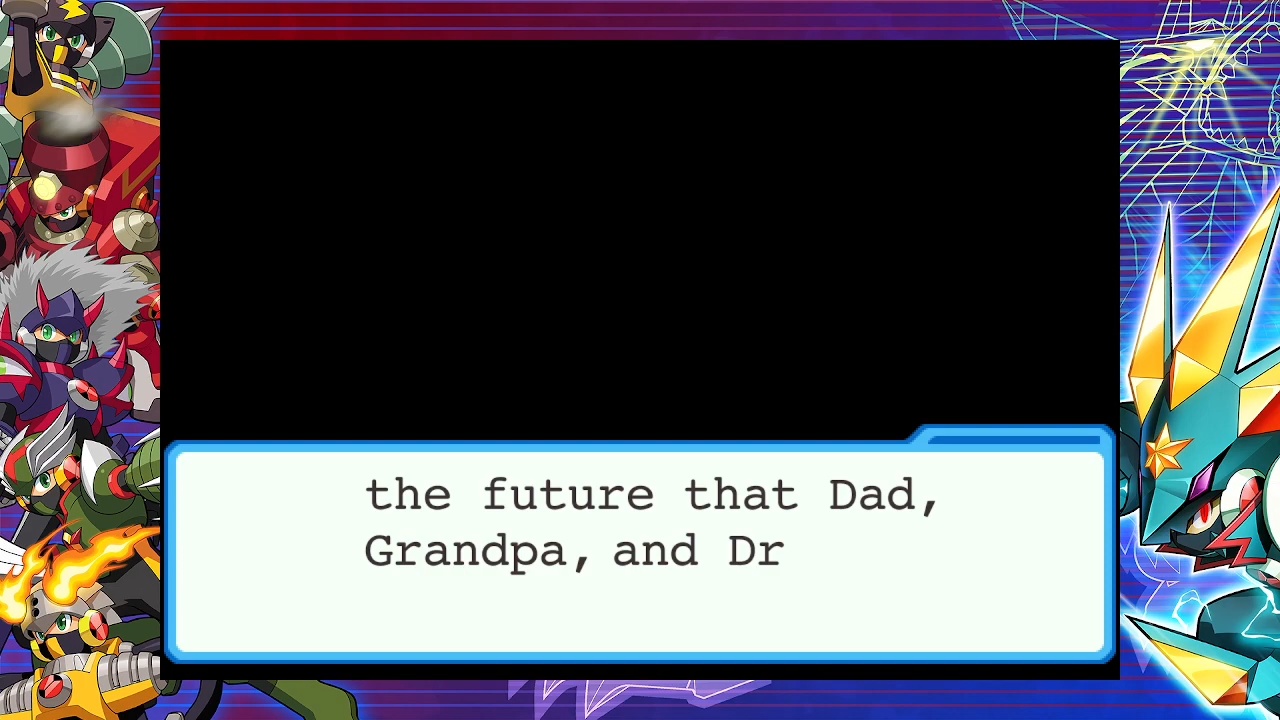 the future that Dad,
Grandpa, and Dr